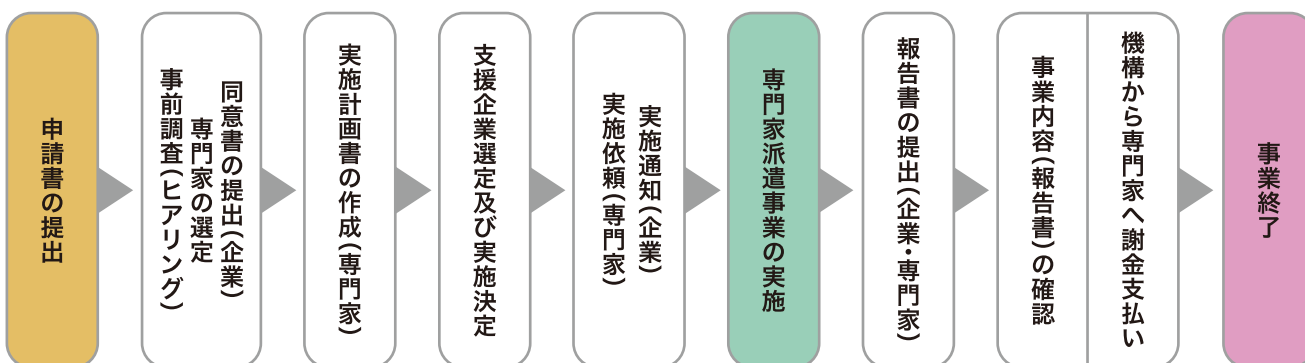 申請書の提出
同意書の提出(企業)
専門家の選定
事前調査(ヒアリング)
実施計画書の作成(専門家)
支援企業選定及び実施決定
実施通知(企業)
実施依頼(専門家)
専門家派遣事業の実施
報告書の提出(企業・専門家)
事業内容(報告書)の確認
機構から専門家へ謝金支払い
事業終了